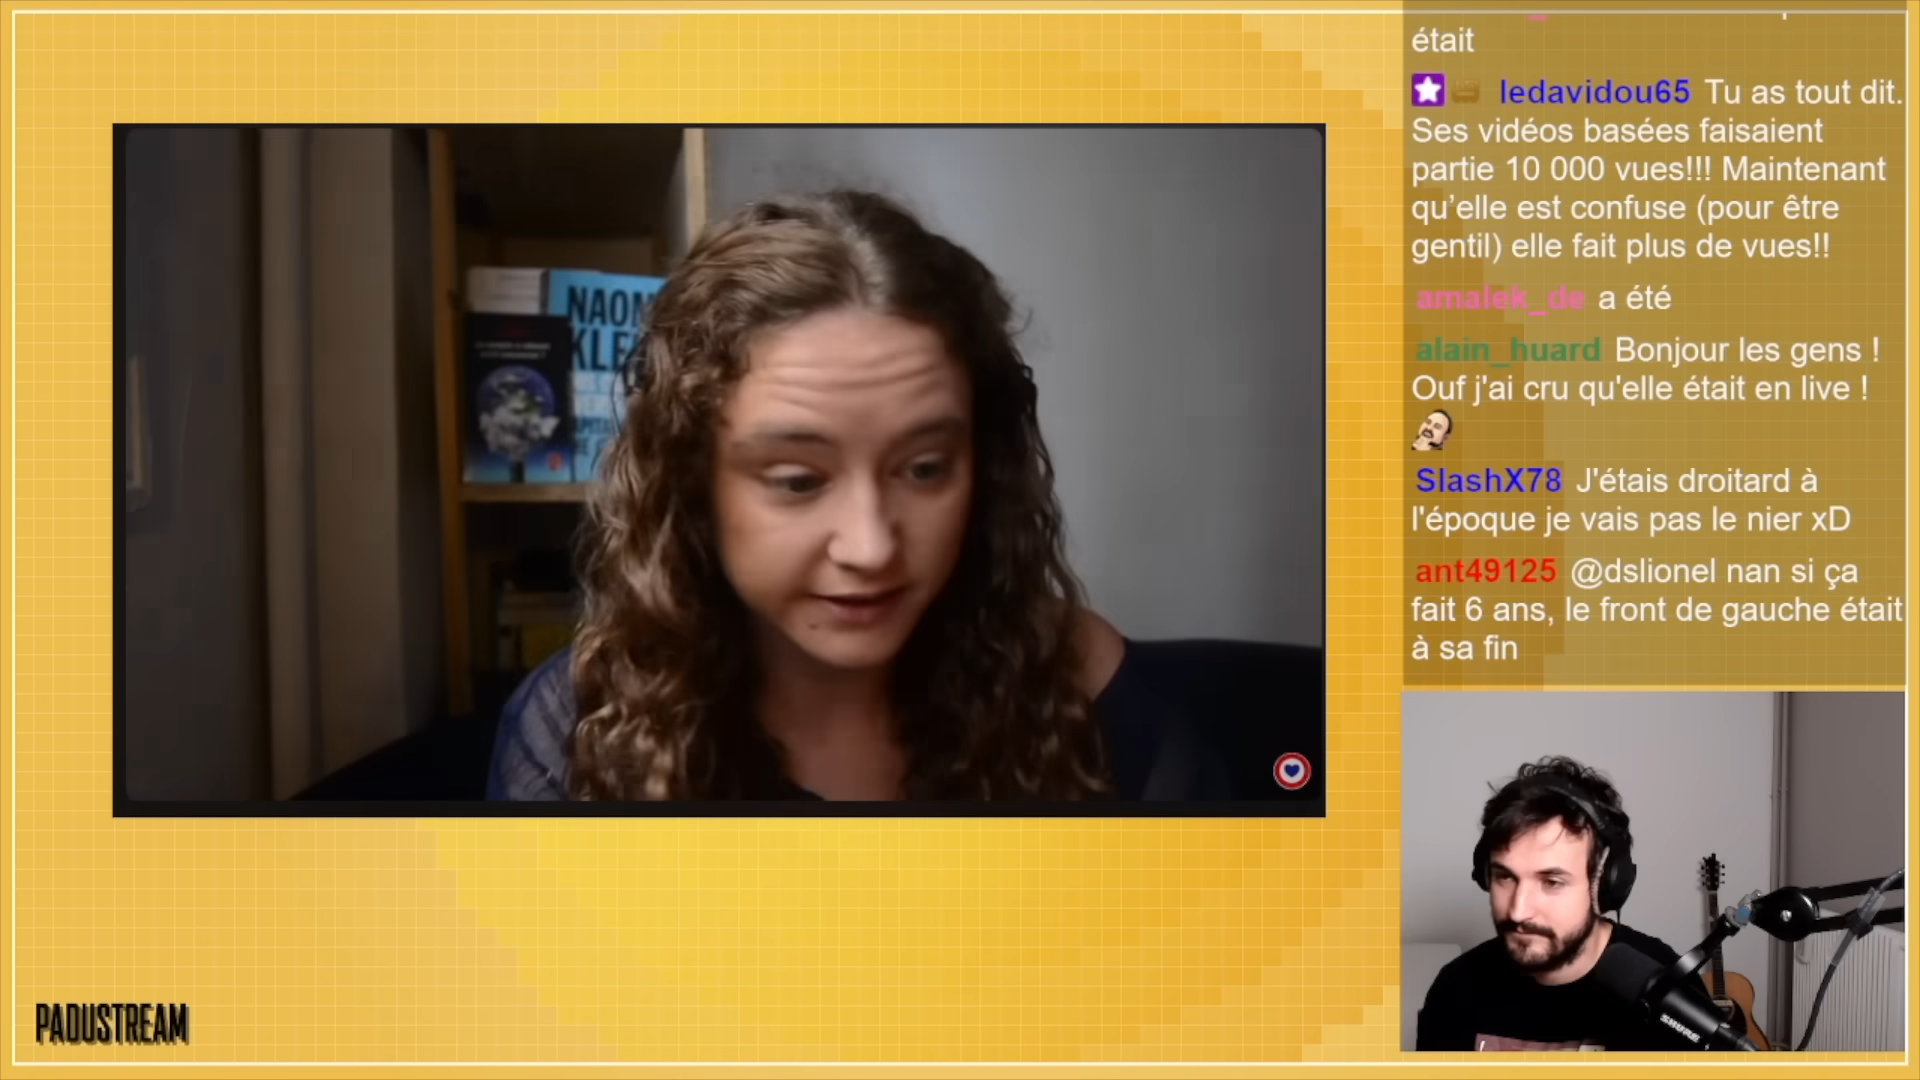 était
ledavidou65 Tu as tout dit.
Ses vidéos basées faisaient
partie 10 000 vues!!! Maintenant
qu’elle est confuse (pour être
gentil) elle fait plus de vues!!
amalek_de a été
alain_huard Bonjour les gens !
Ouf j'ai cru qu'elle était en live !
SlashX78 J'étais droitard à
l'époque je vais pas le nier xD
ant49125 @dslionel nan si ça
fait 6 ans, le front de gauche était
à sa fin
NAOM
KLE
SHURE
PADUSTREAM